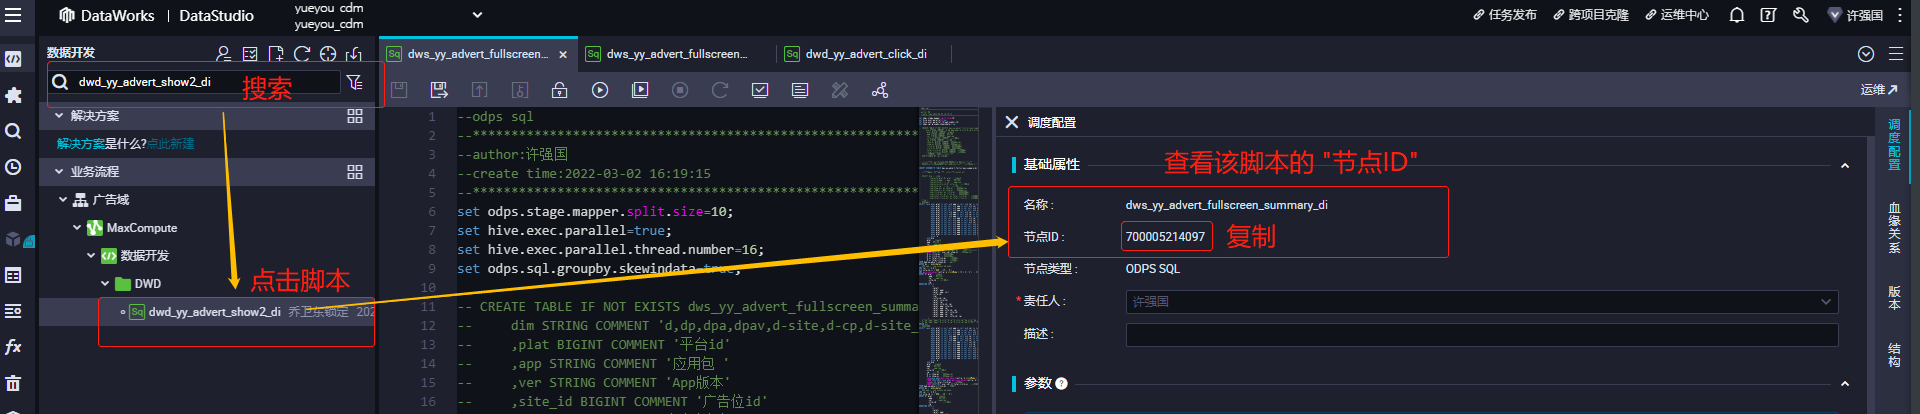 DataWorks | DataStudio
yueyou_cdm
yueyou_cdm
任务发布
跨项目克隆
运维中心
许强国
数据开发
dwd_yy_advert_show2_di
搜索
解决方案
解决方案是什么?点此新建
业务流程
广告域
MaxCompute
数据开发
DWD
点击脚本
Sq dwd_yy_advert_show2_di 乔卫东锁定 202
Sq dws_yy_advert_fullscreen... ×
Sq dws_yy_advert_fullscreen...
Sq dwd_yy_advert_click_di
运维
1 --odps sql
2 --************************************************************
3 --author:许强国
4 --create time:2022-03-02 16:19:15
5 --************************************************************
6 set odps.stage.mapper.split.size=10;
7 set hive.exec.parallel=true;
8 set hive.exec.parallel.thread.number=16;
9 set odps.sql.groupby.skewindata=true;
10
11 -- CREATE TABLE IF NOT EXISTS dws_yy_advert_fullscreen_summa
12 -- dim STRING COMMENT 'd,dp,dpa,dpav,d-site,d-cp,d-site_
13 -- ,plat BIGINT COMMENT '平台id'
14 -- ,app STRING COMMENT '应用包 '
15 -- ,ver STRING COMMENT 'App版本'
16 -- ,site_id BIGINT COMMENT '广告位id'
调度配置
基础属性
查看该脚本的 "节点ID"
名称 : dws_yy_advert_fullscreen_summary_di
节点ID : 700005214097
复制
节点类型 : ODPS SQL
*责任人 : 许强国
描述 :
参数 ?
调度配置
血缘关系
版本
结构
fx